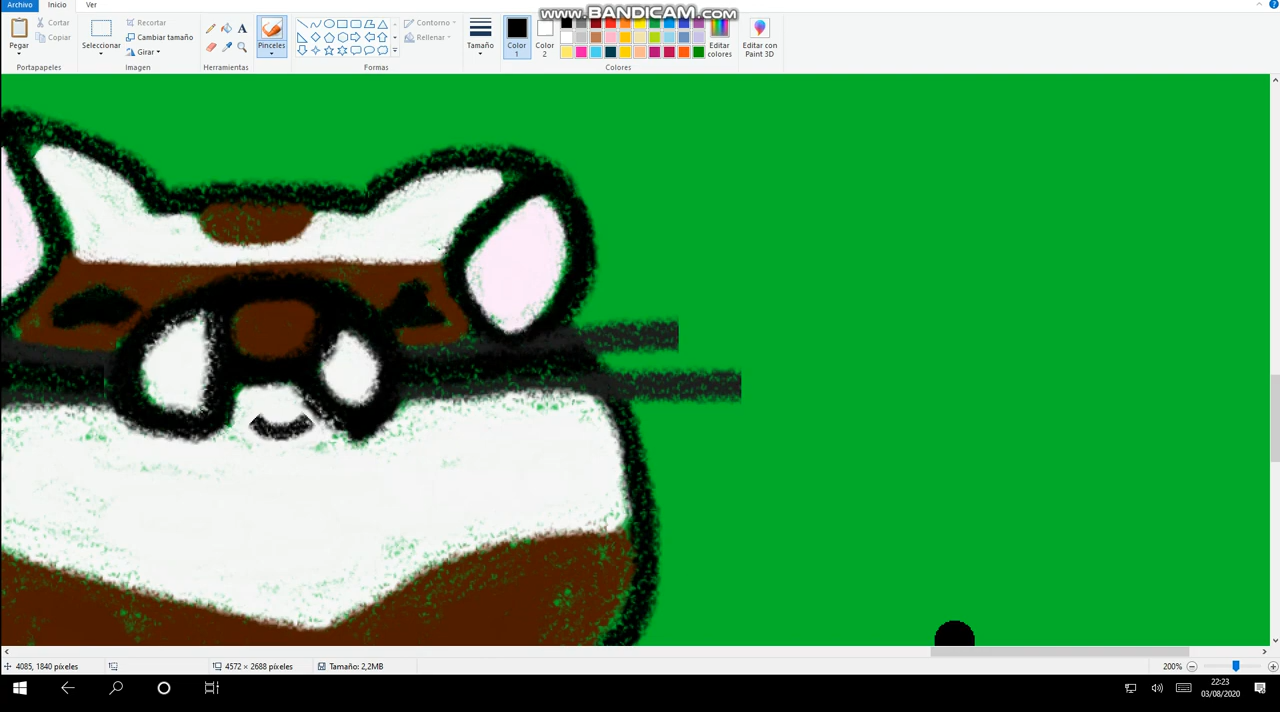 www.BANDICAM.com
Archivo Inicio Ver
Pegar
Cortar
Copiar
Portapapeles
Seleccionar
Recortar
Cambiar tamaño
Girar
Imagen
A
Herramientas
Pinceles
Contorno
Rellenar
Formas
Tamaño
Color
1
Color
2
Editar
colores
Colores
Editar con
Paint 3D
4085, 1840 píxeles
4572 × 2688 píxeles
Tamaño: 2,2MB
200%
22:23
03/08/2020